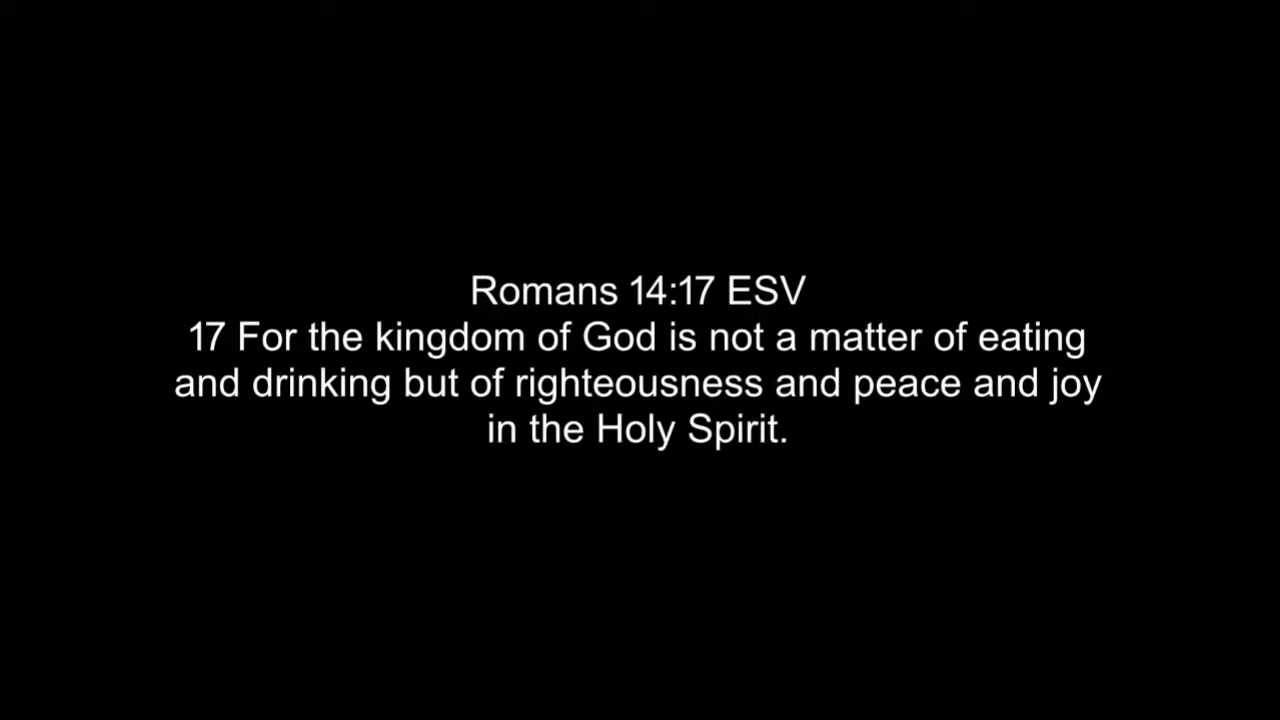 Romans 14:17 ESV
17 For the kingdom of God is not a matter of eating
and drinking but of righteousness and peace and joy
in the Holy Spirit.